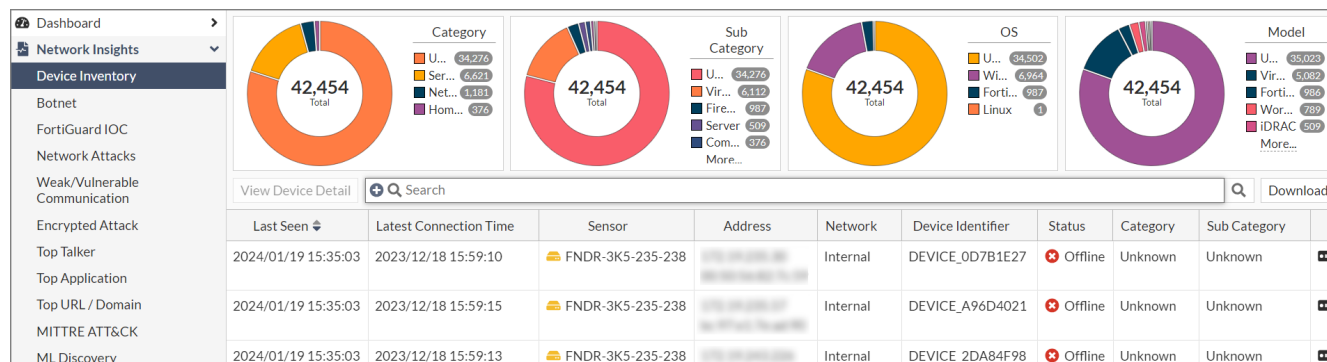 Dashboard
Network Insights
Device Inventory
Botnet
FortiGuard IOC
Network Attacks
Weak/Vulnerable
Communication
Encrypted Attack
Top Talker
Top Application
Top URL / Domain
MITTRE ATT&CK
ML Discovery
42,454
Total
Category
U... 34,276
Ser... 6,621
Net... 1,181
Hom... 376
42,454
Total
Sub
Category
U... 34,276
Vir... 6,112
Fire... 987
Server 509
Com... 376
More...
42,454
Total
OS
U... 34,502
Wi... 6,964
Forti... 987
Linux 1
42,454
Total
Model
U... 35,023
Vir... 5,082
Forti... 986
Wor... 789
iDRAC 509
More...
View Device Detail Search Download
Last Seen Latest Connection Time Sensor Address Network Device Identifier Status Category Sub Category
2024/01/19 15:35:03 2023/12/18 15:59:10 FNDR-3K5-235-238 Internal DEVICE_0D7B1E27 Offline Unknown Unknown
2024/01/19 15:35:03 2023/12/18 15:59:15 FNDR-3K5-235-238 Internal DEVICE_A96D4021 Offline Unknown Unknown
2024/01/19 15:35:03 2023/12/18 15:59:13 FNDR-3K5-235-238 Internal DEVICE_2DA84F98 Offline Unknown Unknown